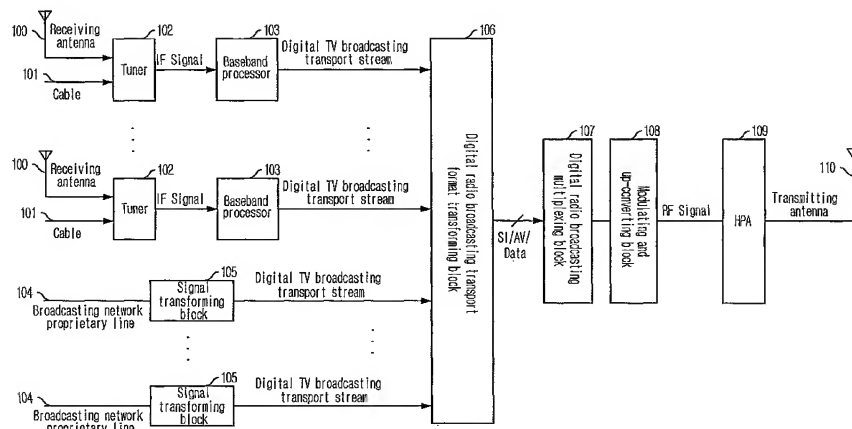 100
Receiving
antenna
102
103
Digital TV broadcasting
transport stream
106
Tuner
IF Signal
Baseband
processor
101
Cable
100
Receiving
antenna
102
103
Digital TV broadcasting
transport stream
Tuner
IF Signal
Baseband
processor
101
Cable
104
Broadcasting network
proprietary line
105
Signal
transforming
block
Digital TV broadcasting
transport stream
104
Broadcasting network
proprietary line
105
Signal
transforming
block
Digital TV broadcasting
transport stream
Digital radio broadcasting transport
format transforming block
SI/AV/
Data
107
Digital radio broadcasting
multiplexing block
108
Modulating and
up-converting block
RF Signal
109
HPA
110
Transmitting
antenna